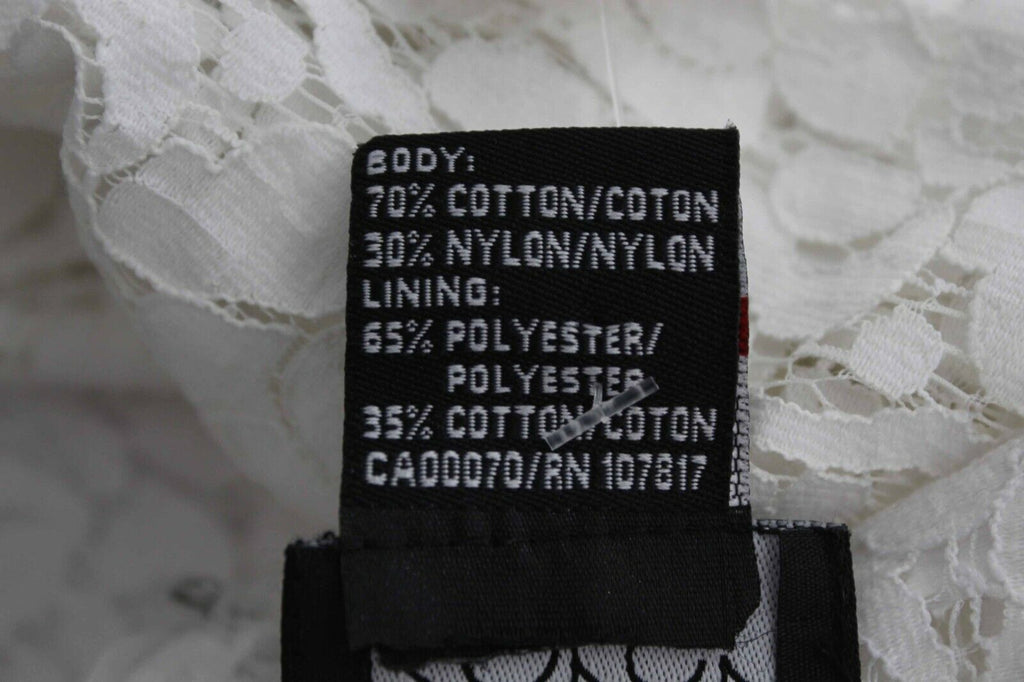 BODY:
70% COTTON/COTON
30% NYLON/NYLON
LINING:
65% POLYESTER/
POLYESTER
35% COTTON/COTON
CA00070/RN 107817